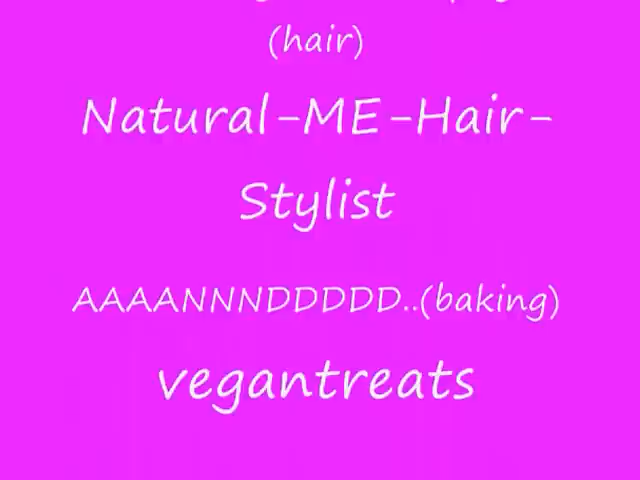 (hair)
Natural-ME-Hair-
Stylist
AAAANNNDDDDD..(baking)
vegantreats